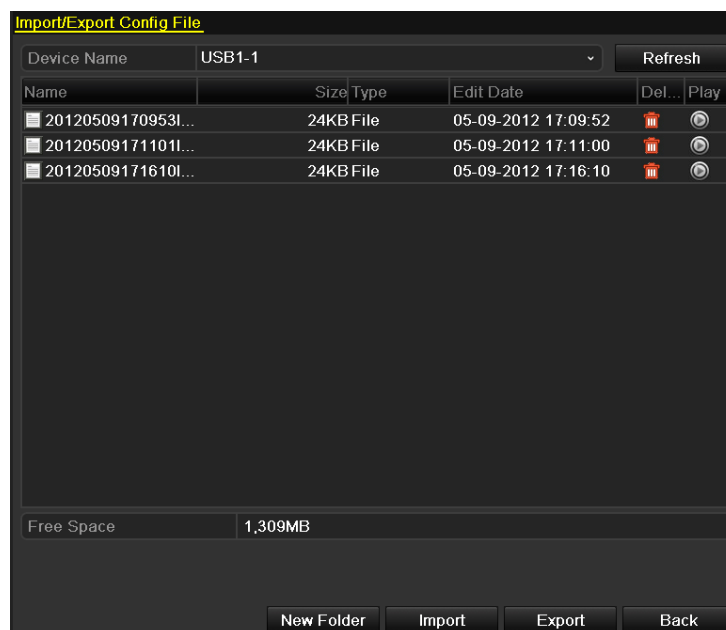 Import/Export Config File
Device Name USB1-1 Refresh
Name Size Type Edit Date Del... Play
20120509170953I... 24KB File 05-09-2012 17:09:52
20120509171101I... 24KB File 05-09-2012 17:11:00
20120509171610I... 24KB File 05-09-2012 17:16:10
Free Space 1,309MB
New Folder Import Export Back